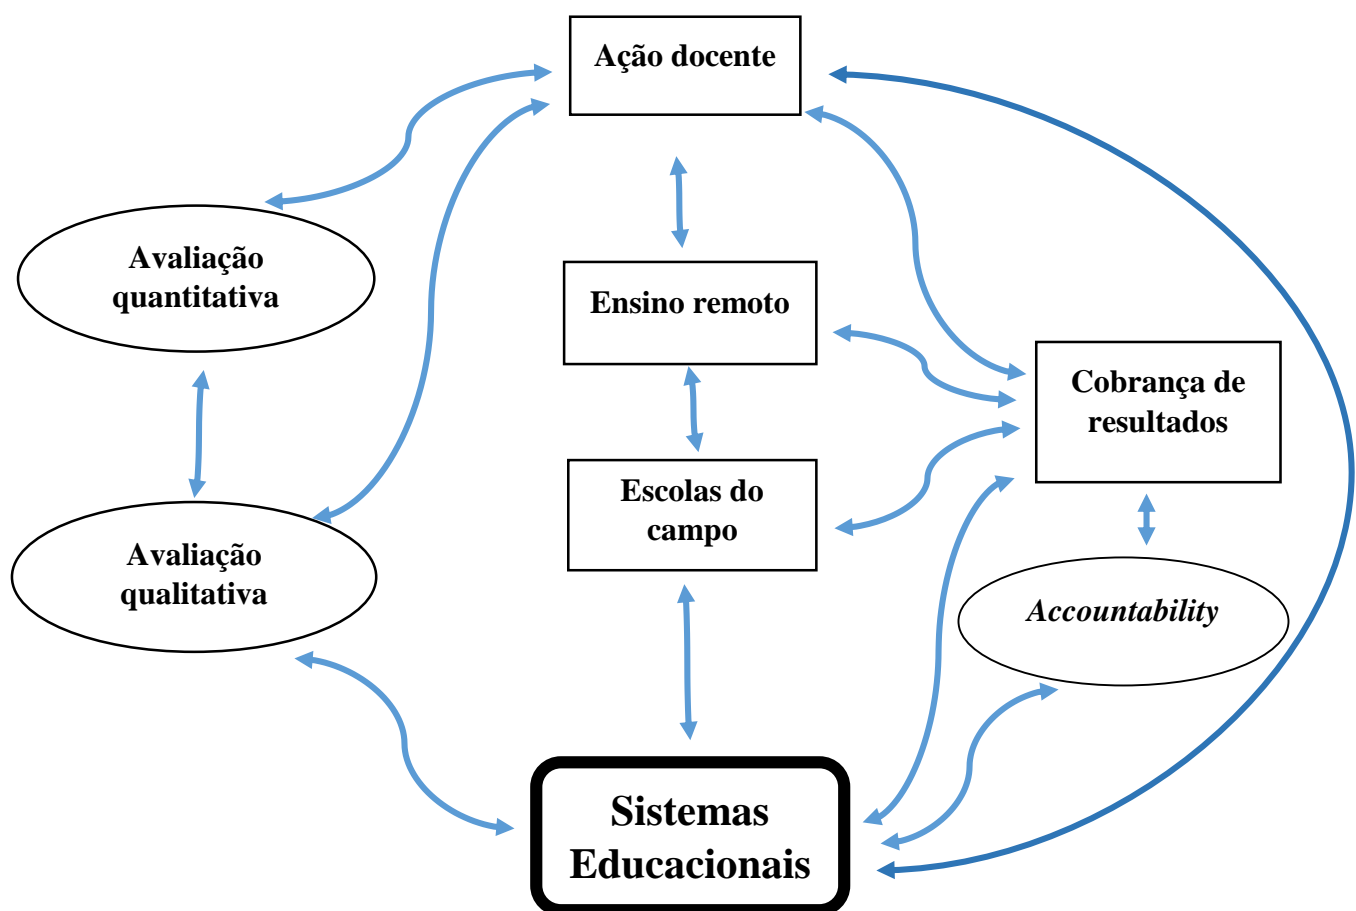 Ação docente
Avaliação
quantitativa
Ensino remoto
Cobrança de
resultados
Escolas do
campo
Avaliação
qualitativa
Accountability
Sistemas
Educacionais